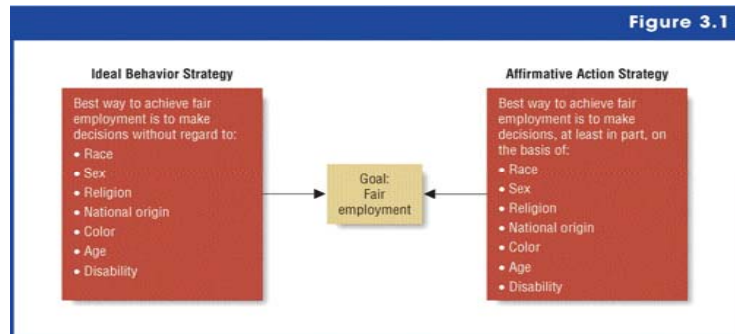 Figure 3.1
Ideal Behavior Strategy
Best way to achieve fair
employment is to make
decisions without regard to:
• Race
• Sex
• Religion
• National origin
• Color
• Age
• Disability
Goal:
Fair
employment
Affirmative Action Strategy
Best way to achieve fair
employment is to make
decisions, at least in part, on
the basis of:
• Race
• Sex
• Religion
• National origin
• Color
• Age
• Disability